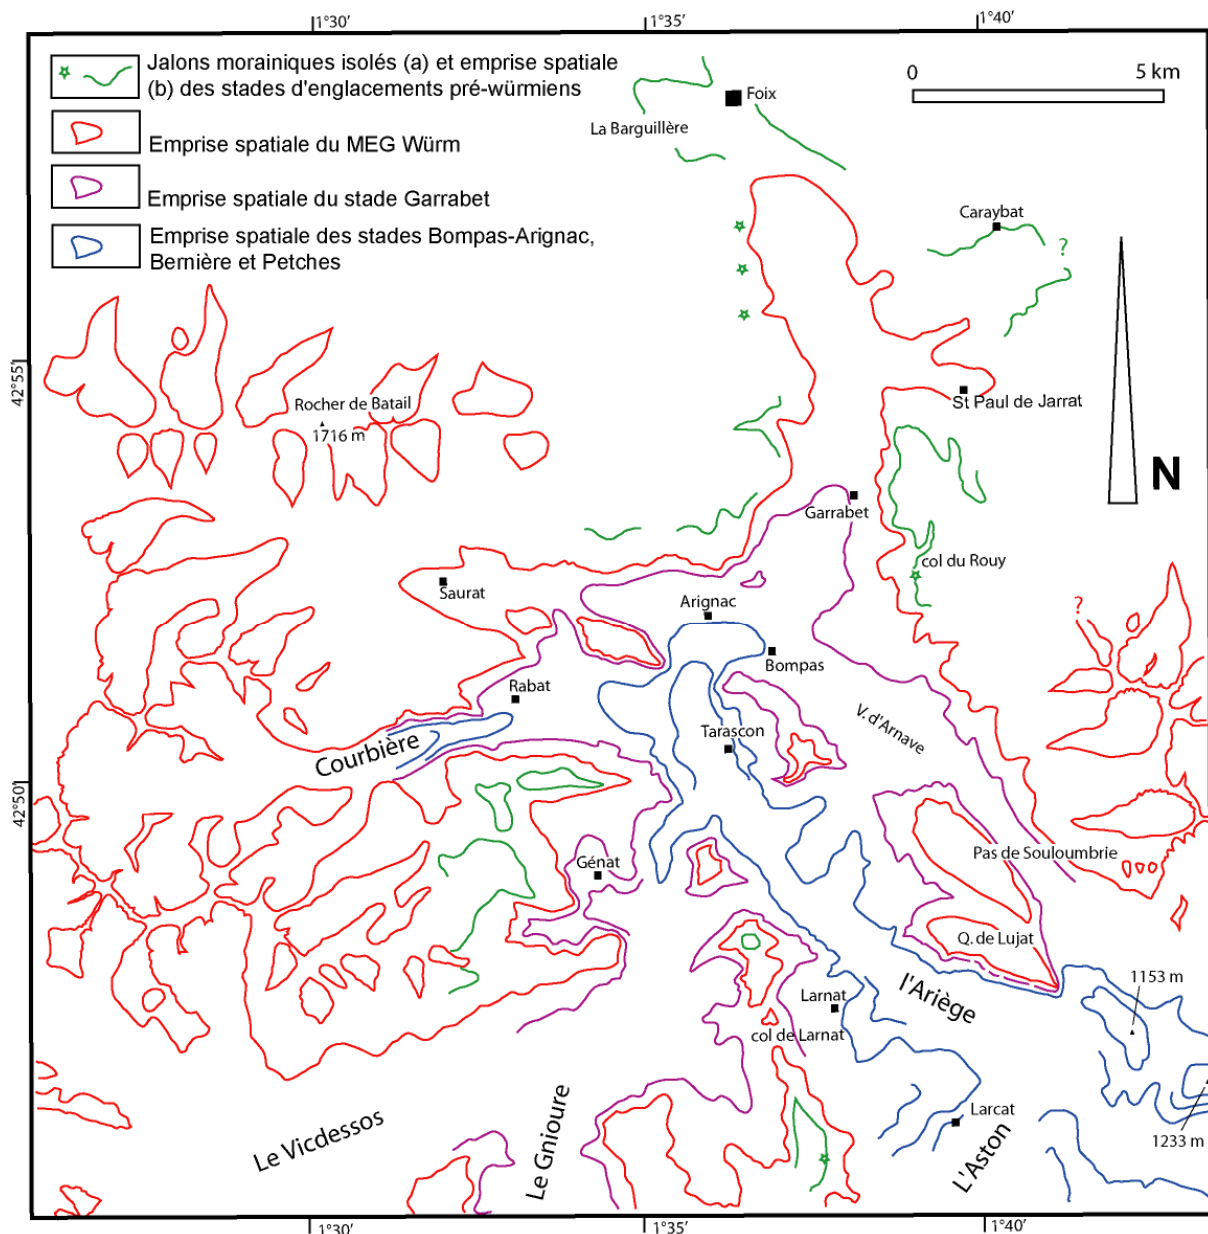 1°30′
1°35′
1°40′
Jalons morainiques isolés (a) et emprise spatiale
(b) des stades d'englacements pré-würmiens
Emprise spatiale du MEG Würm
Emprise spatiale du stade Garrabet
Emprise spatiale des stades Bompas-Arignac,
Bernière et Petches
0
5 km
Foix
La Barguillère
Caraybat
?
42°55′
Rocher de Batail
1716 m
St Paul de Jarrat
N
Garrabet
col du Rouy
Saurat
Arignac
?
Bompas
Rabat
V. d'Arnave
Tarascon
Courbière
42°50′
Pas de Souloumbrie
Génat
Q. de Lujat
l'Ariège
1153 m
Larnat
col de Larnat
Larcat
Le Vicdessos
Le Gnioure
L'Aston
1233 m
1°30′
1°35′
1°40′